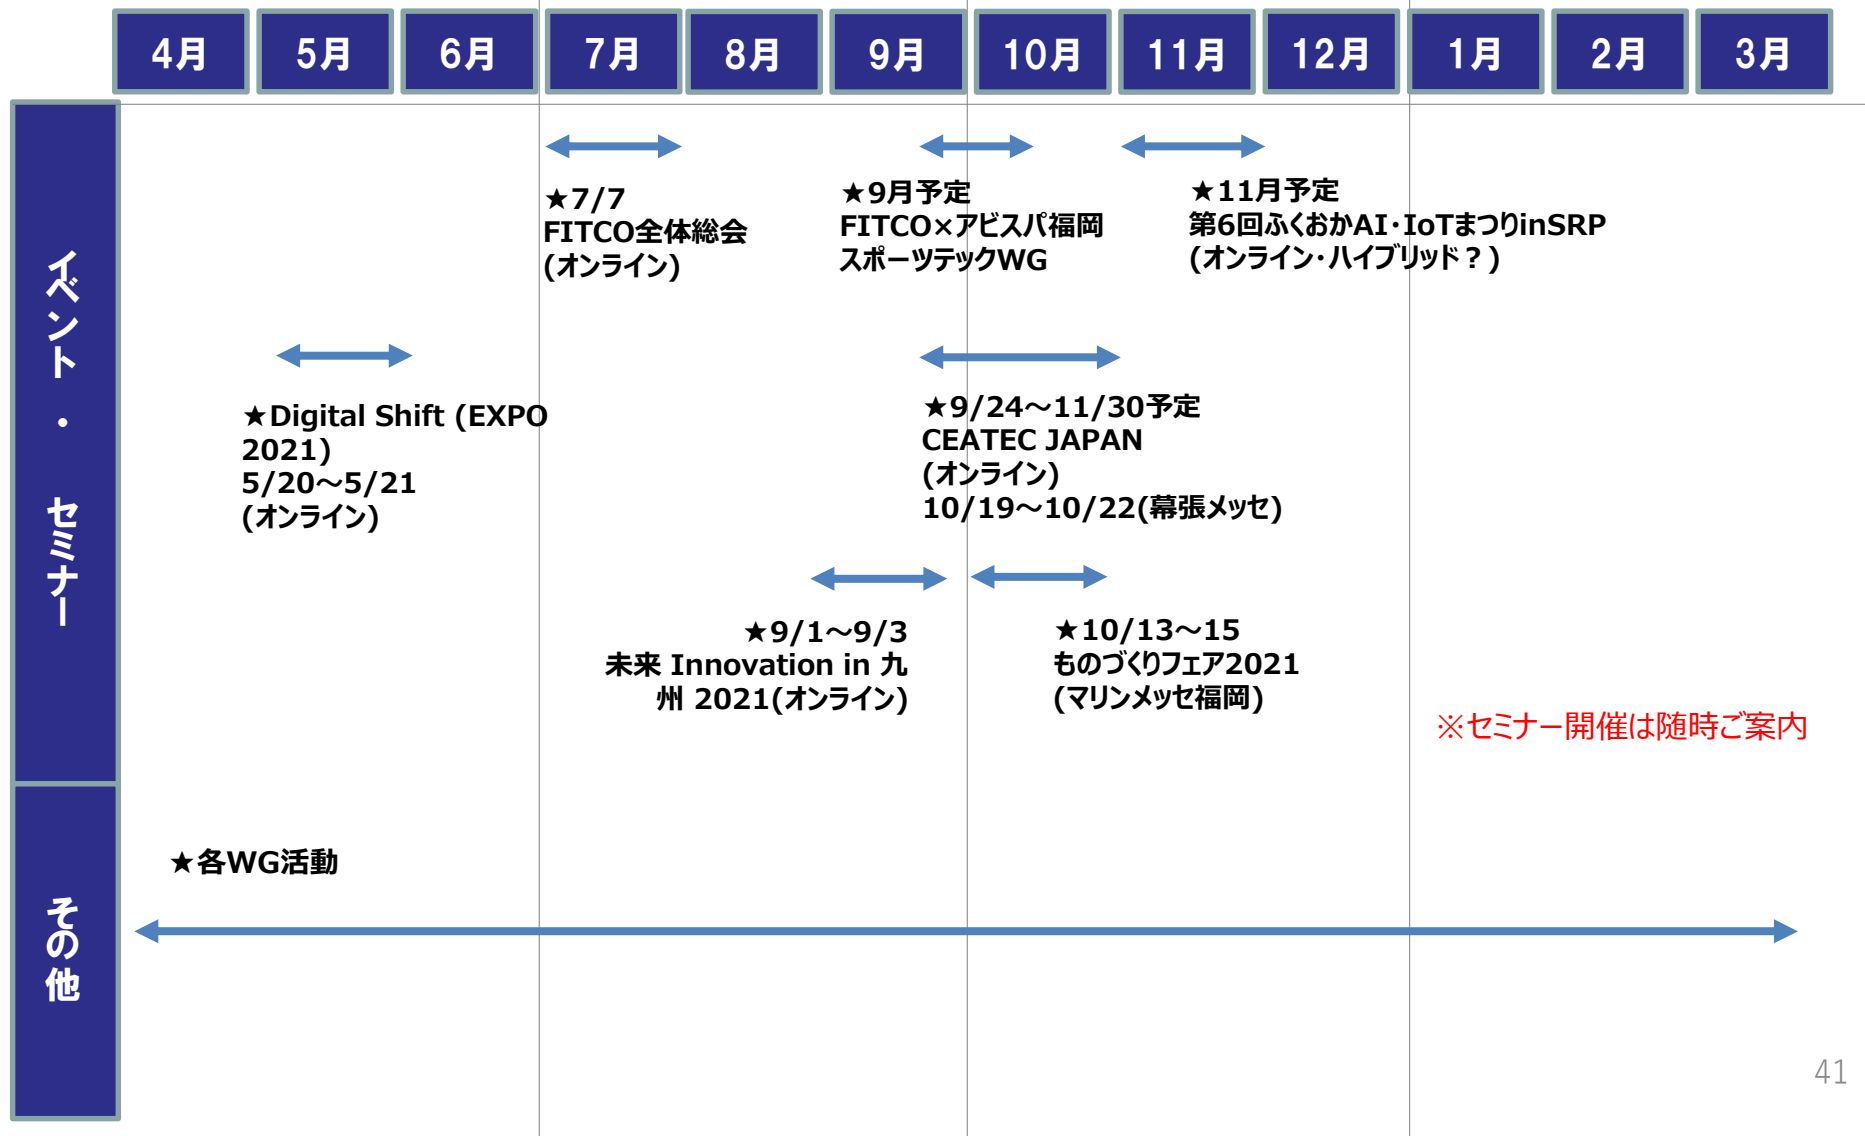 4月 5月 6月 7月 8月 9月 10月 11月 12月 1月 2月 3月
イベント・セミナー
★7/7
FITCO全体総会
(オンライン)
★9月予定
FITCO×アビスパ福岡
スポーツテックWG
★11月予定
第6回ふくおかAI・IoTまつりinSRP
(オンライン・ハイブリッド？)
★Digital Shift (EXPO
2021)
5/20～5/21
(オンライン)
★9/24～11/30予定
CEATEC JAPAN
(オンライン)
10/19～10/22(幕張メッセ)
★9/1～9/3
未来 Innovation in 九
州 2021(オンライン)
★10/13～15
ものづくりフェア2021
(マリンメッセ福岡)
※セミナー開催は随時ご案内
その他
★各WG活動
41